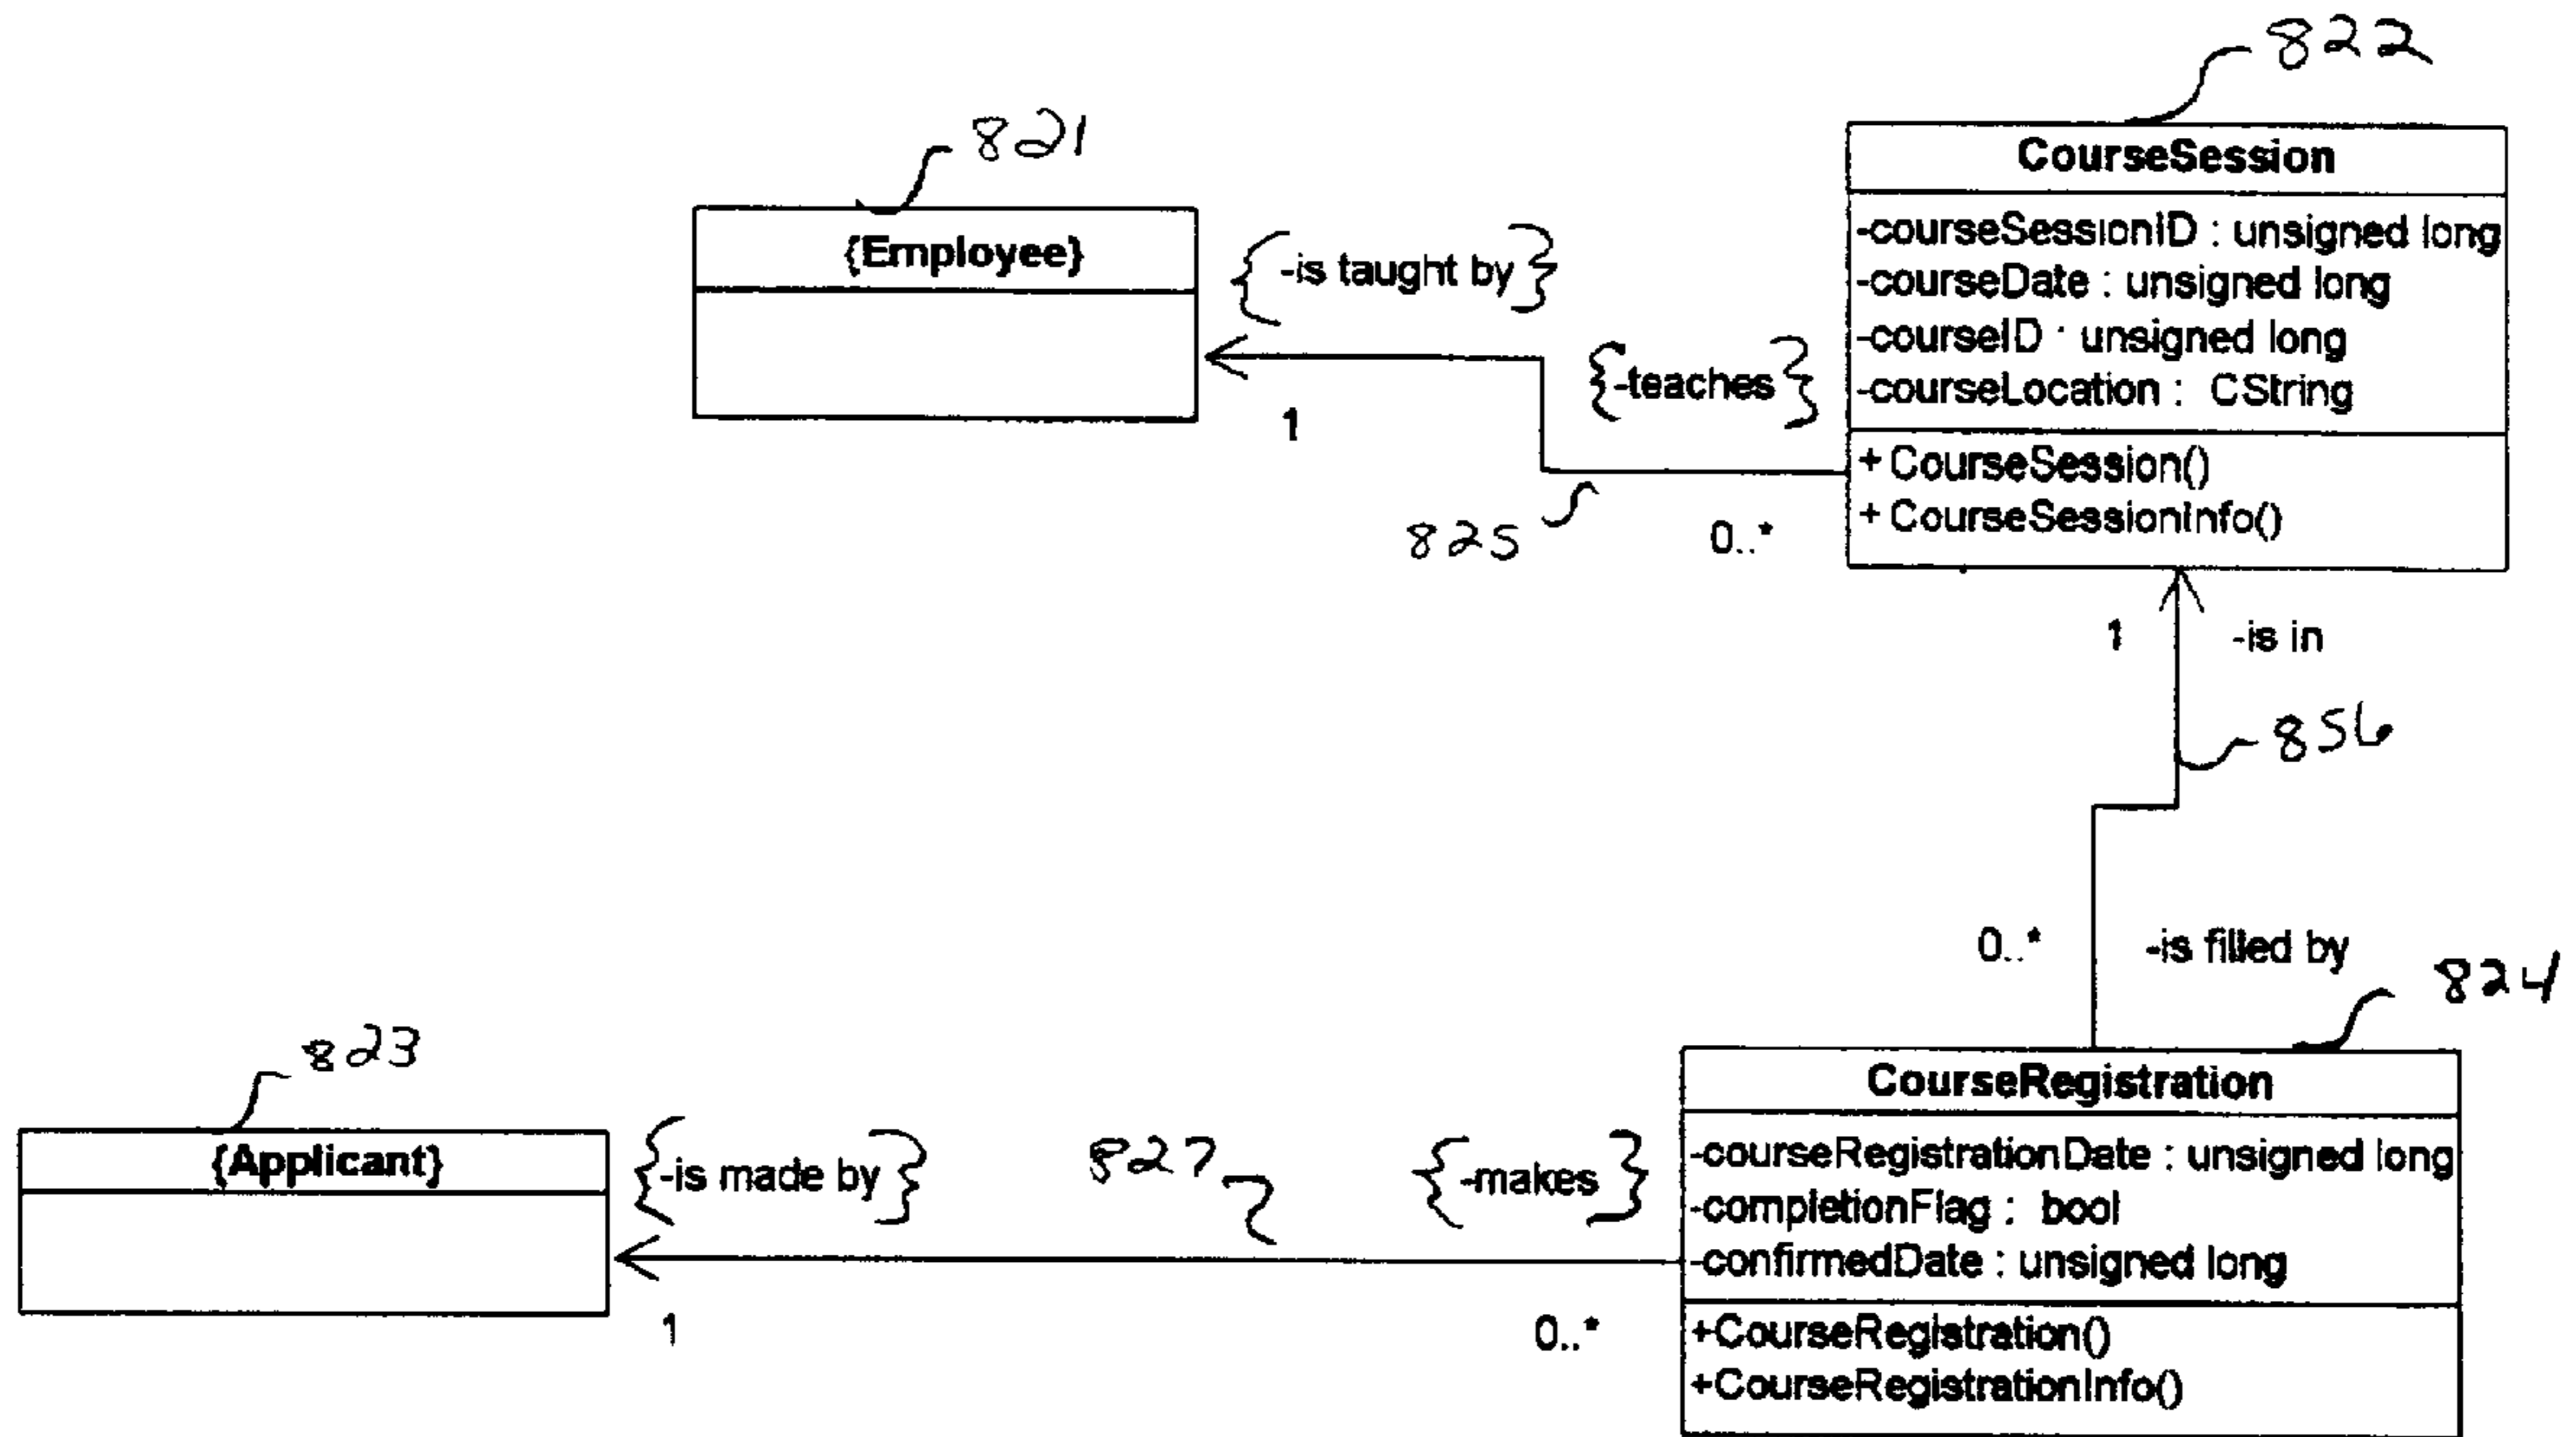 822
821
CourseSession
-courseSessionID : unsigned long
-courseDate : unsigned long
-courseID : unsigned long
-courseLocation : CString
+ CourseSession()
+ CourseSessionInfo()
{Employee}
{-is taught by}
{-teaches}
1
825
0..*
1
-is in
856
0..*
-is filled by
824
823
{Applicant}
{-is made by}
827
{-makes}
1
0..*
CourseRegistration
-courseRegistrationDate : unsigned long
-completionFlag : bool
-confirmedDate : unsigned long
+CourseRegistration()
+CourseRegistrationInfo()